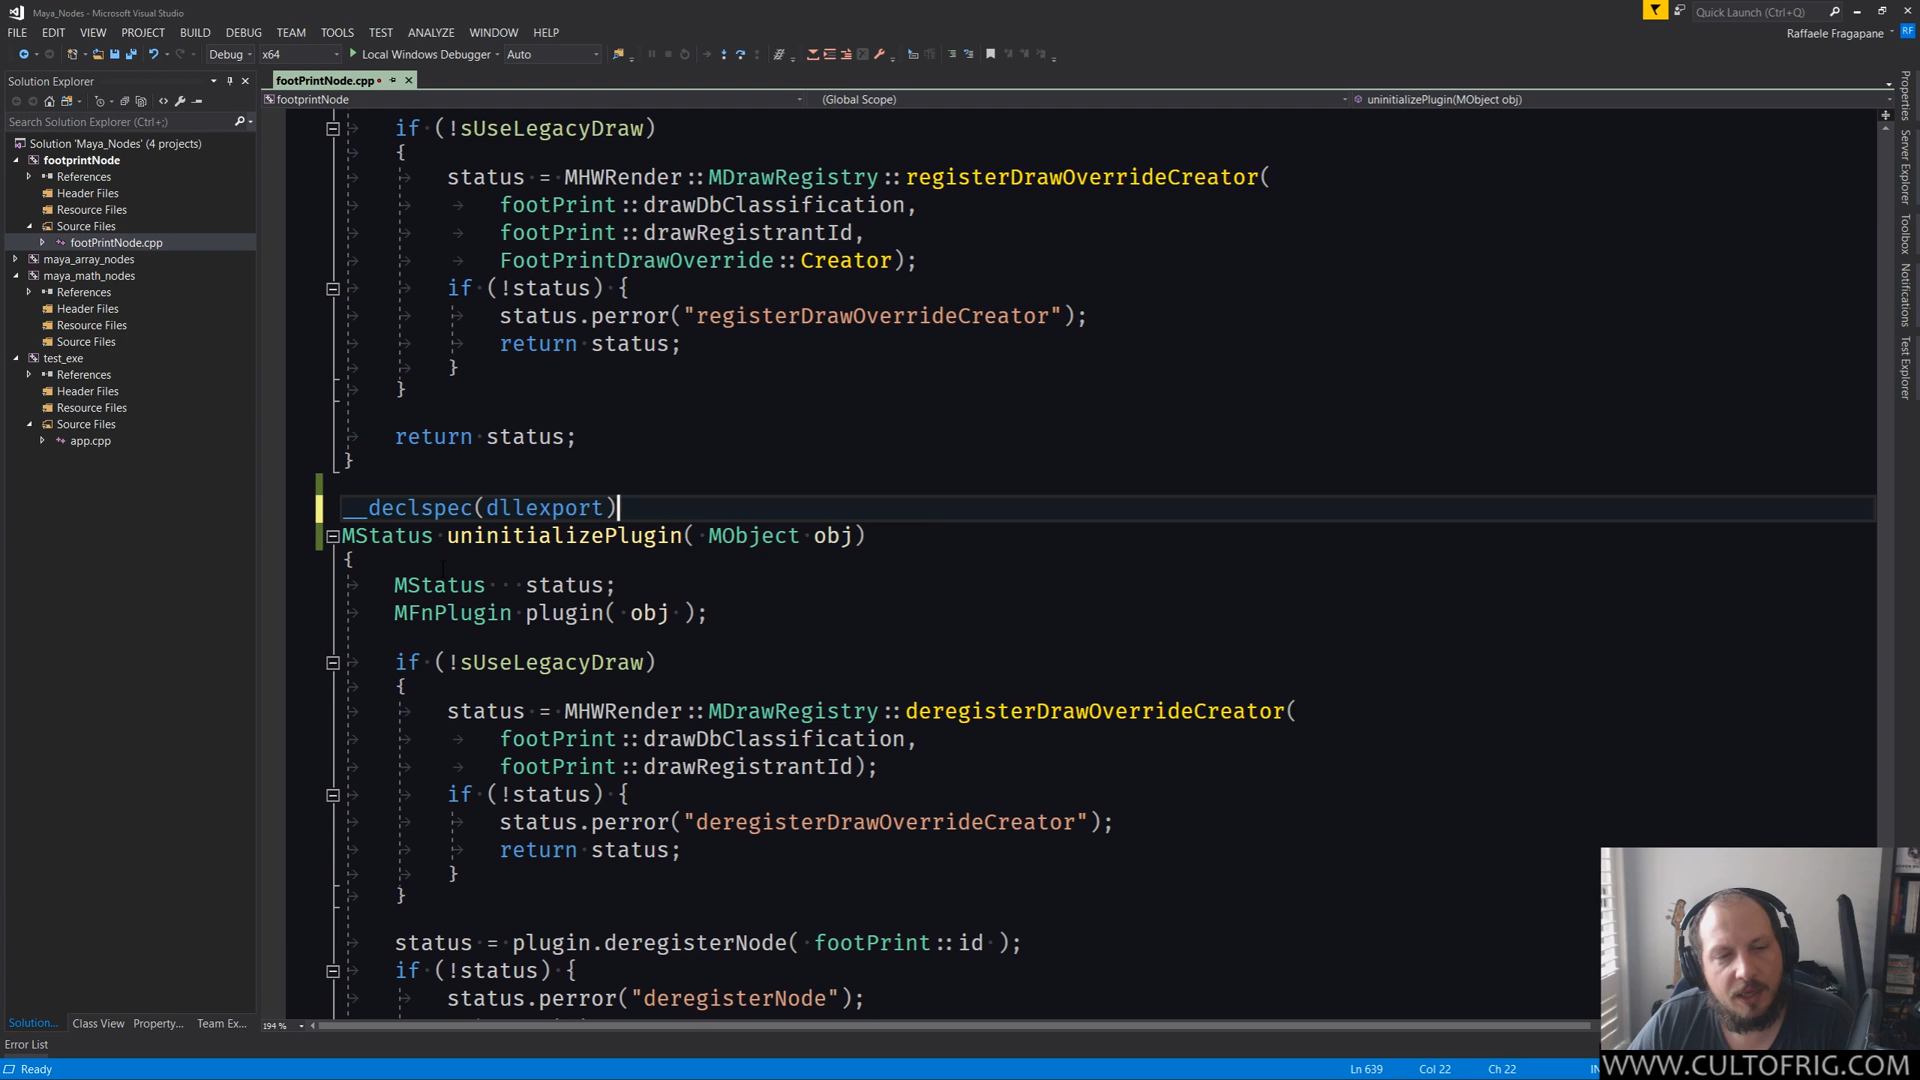 Maya_Nodes - Microsoft Visual Studio
Quick Launch (Ctrl+Q)
FILE EDIT VIEW PROJECT BUILD DEBUG TEAM TOOLS TEST ANALYZE WINDOW HELP
Raffaele Fragapane RF
Debug x64 Local Windows Debugger Auto
Solution Explorer
footPrintNode.cpp
footprintNode (Global Scope) uninitializePlugin(MObject obj)
Search Solution Explorer (Ctrl+;)
Solution 'Maya_Nodes' (4 projects)
footprintNode
References
Header Files
Resource Files
Source Files
footPrintNode.cpp
maya_array_nodes
maya_math_nodes
References
Header Files
Resource Files
Source Files
test_exe
References
Header Files
Resource Files
Source Files
app.cpp
if (!sUseLegacyDraw)
{
status = MHWRender::MDrawRegistry::registerDrawOverrideCreator(
footPrint::drawDbClassification,
footPrint::drawRegistrantId,
FootPrintDrawOverride::Creator);
if (!status) {
status.perror("registerDrawOverrideCreator");
return status;
}
}
return status;
}
__declspec(dllexport)
MStatus uninitializePlugin( MObject obj)
{
MStatus   status;
MFnPlugin plugin( obj );
if (!sUseLegacyDraw)
{
status = MHWRender::MDrawRegistry::deregisterDrawOverrideCreator(
footPrint::drawDbClassification,
footPrint::drawRegistrantId);
if (!status) {
status.perror("deregisterDrawOverrideCreator");
return status;
}
}
status = plugin.deregisterNode( footPrint::id );
if (!status) {
status.perror("deregisterNode");
Properties
Server Explorer
Toolbox
Notifications
Test Explorer
Solution... Class View Property... Team Ex...
194 %
Error List
Ready
Ln 639 Col 22 Ch 22
WWW.CULTOFRIG.COM